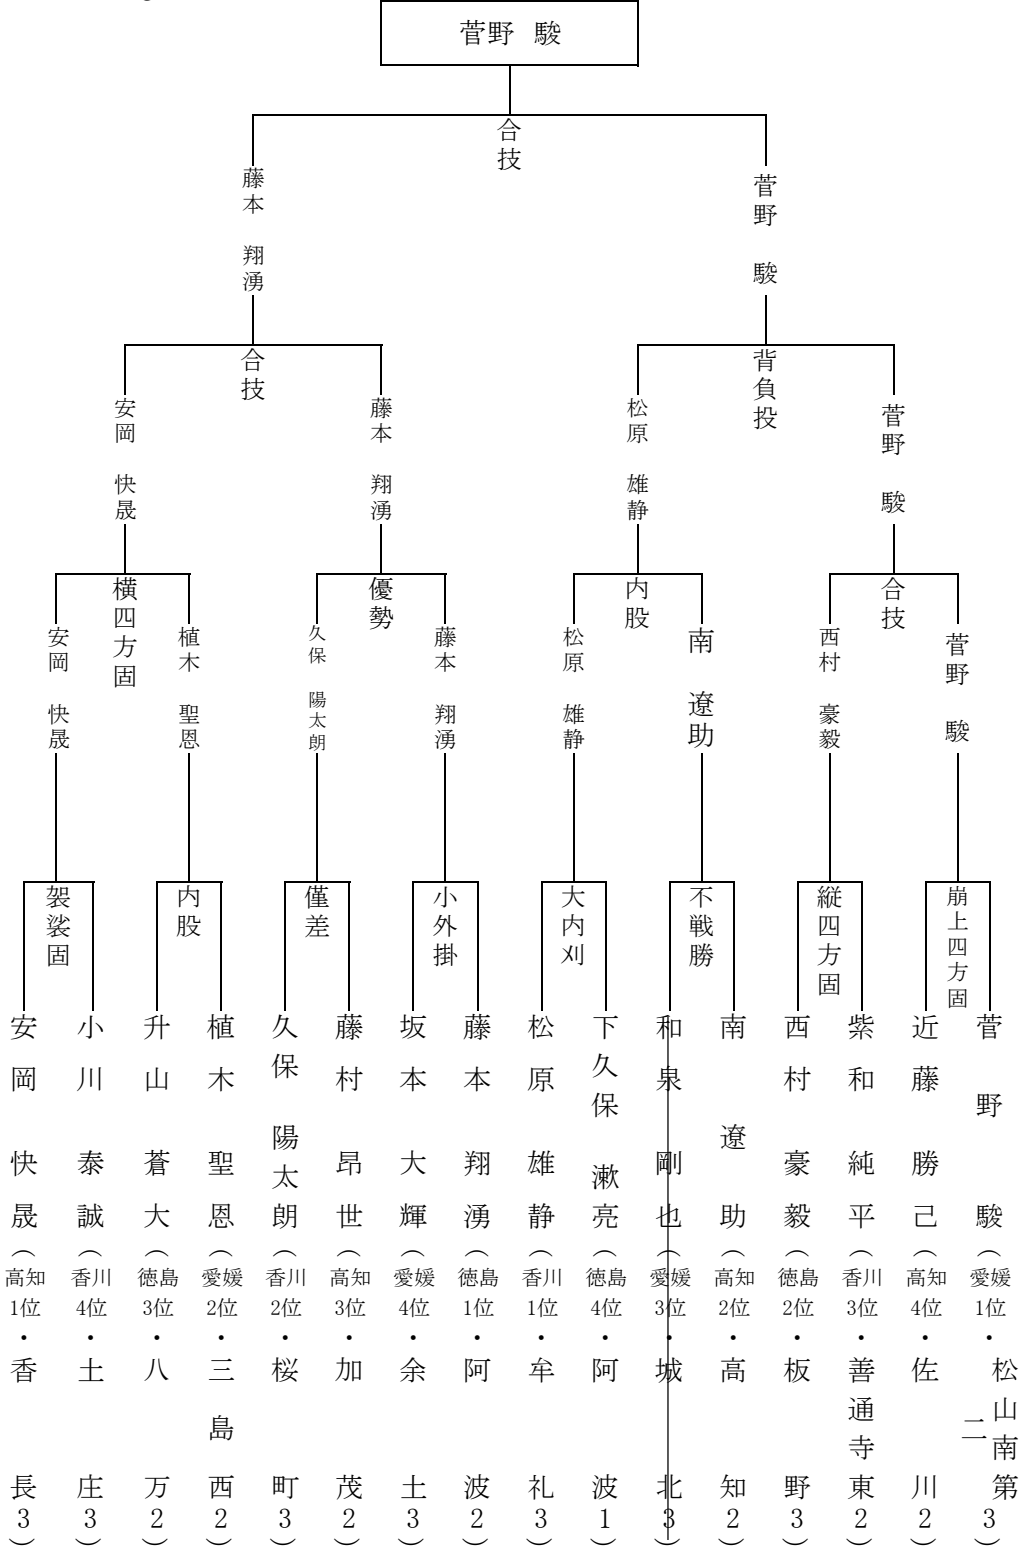 菅野 駿
合技
藤本 翔湧
菅野 駿
合技
背負投
安岡 快晟
藤本 翔湧
松原 雄静
菅野 駿
横四方固
優勢
内股
合技
安岡 快晟
植木 聖恩
久保 陽太朗
藤本 翔湧
松原 雄静
南 遼助
西村 豪毅
菅野 駿
袈裟固
内股
僅差
小外掛
大内刈
不戦勝
縦四方固
崩上四方固
安岡 快晟（高知1位・香長3）
小川 泰誠（香川4位・土庄3）
升山 蒼大（徳島3位・八万2）
植木 聖恩（愛媛2位・三島西2）
久保 陽太朗（香川2位・桜町3）
藤村 昂世（高知3位・加茂2）
坂本 大輝（愛媛4位・余土3）
藤本 翔湧（徳島1位・阿波2）
松原 雄静（香川1位・牟礼3）
下久保 漱亮（徳島4位・阿波1）
和泉 剛也（愛媛3位・城北3）
南 遼助（高知2位・高知2）
西村 豪毅（徳島2位・板野3）
紫和 純平（香川3位・善通寺東2）
近藤 勝己（高知4位・佐川2）
菅野 駿（愛媛1位・松山南第二3）